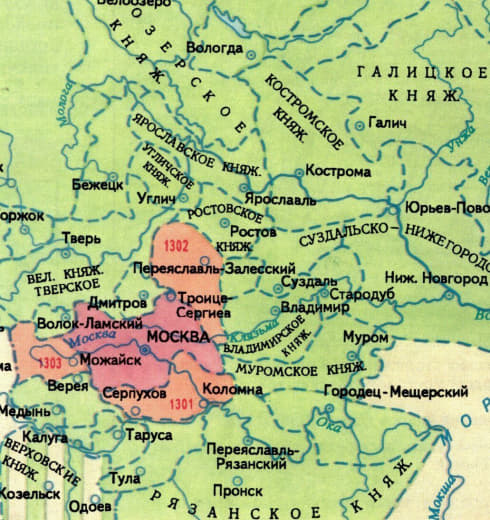 Белоозеро
БЕЛОЗЕРСКОЕ КНЯЖ.
Вологда
ГАЛИЦКОЕ
КНЯЖ.
КОСТРОМСКОЕ
КНЯЖ.
Молога
Галич
Унжа
ЯРОСЛАВСКОЕ КНЯЖ.
УГЛИЧСКОЕ
КНЯЖ.
Кострома
Бежецк
Углич
Ярославль
Юрьев-Пово
оржок
РОСТОВСКОЕ
КНЯЖ.
Ростов
СУЗДАЛЬСКО-НИЖЕГОРОДС
Тверь
1302
ВЕЛ. КНЯЖ.
ТВЕРСКОЕ
Переяславль-Залесский
Суздаль
Ниж. Новгород
Стародуб
Дмитров
Троице-
Сергиев
Владимир
Волок-Ламский
Клязьма
Москва
МОСКВА
ВЛАДИМИРСКОЕ
КНЯЖ.
Муром
1303
Можайск
МУРОМСКОЕ КНЯЖ.
Верея
Серпухов
1301
Коломна
Городец-Мещерский
Медынь
Ока
Калуга
Таруса
ВЕРХОВСКИЕ
КНЯЖ.
Переяславль-
Рязанский
Тула
Пронск
Козельск
Одоев
РЯЗАНСКОЕ КНЯЖ.
Мокша
МОР